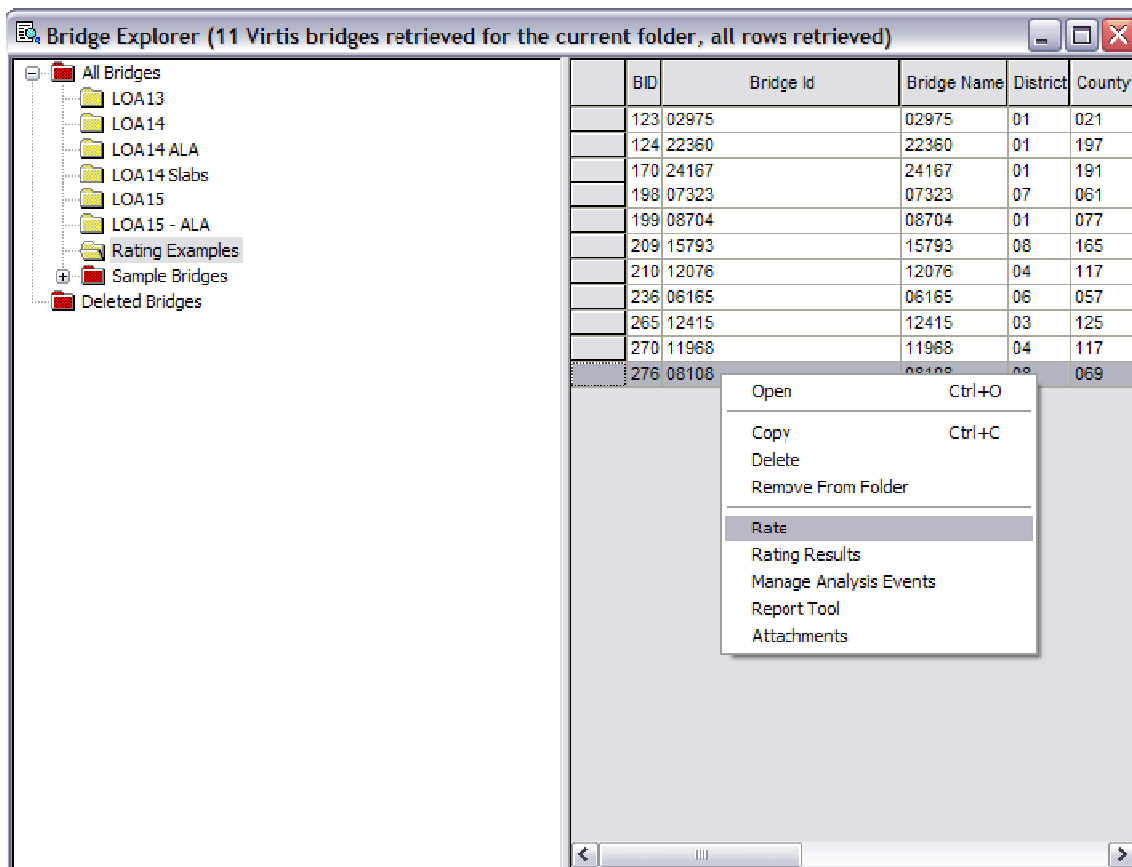 Bridge Explorer (11 Virtis bridges retrieved for the current folder, all rows retrieved)
All Bridges
LOA13
LOA14
LOA14 ALA
LOA14 Slabs
LOA15
LOA15 - ALA
Rating Examples
Sample Bridges
Deleted Bridges
BID Bridge Id Bridge Name District County
123 02975 02975 01 021
124 22360 22360 01 197
170 24167 24167 01 191
198 07323 07323 07 061
199 08704 08704 01 077
209 15793 15793 08 165
210 12076 12076 04 117
236 06165 06165 06 057
265 12415 12415 03 125
270 11968 11968 04 117
276 08108 08108 08 069
Open Ctrl+O
Copy Ctrl+C
Delete
Remove From Folder
Rate
Rating Results
Manage Analysis Events
Report Tool
Attachments